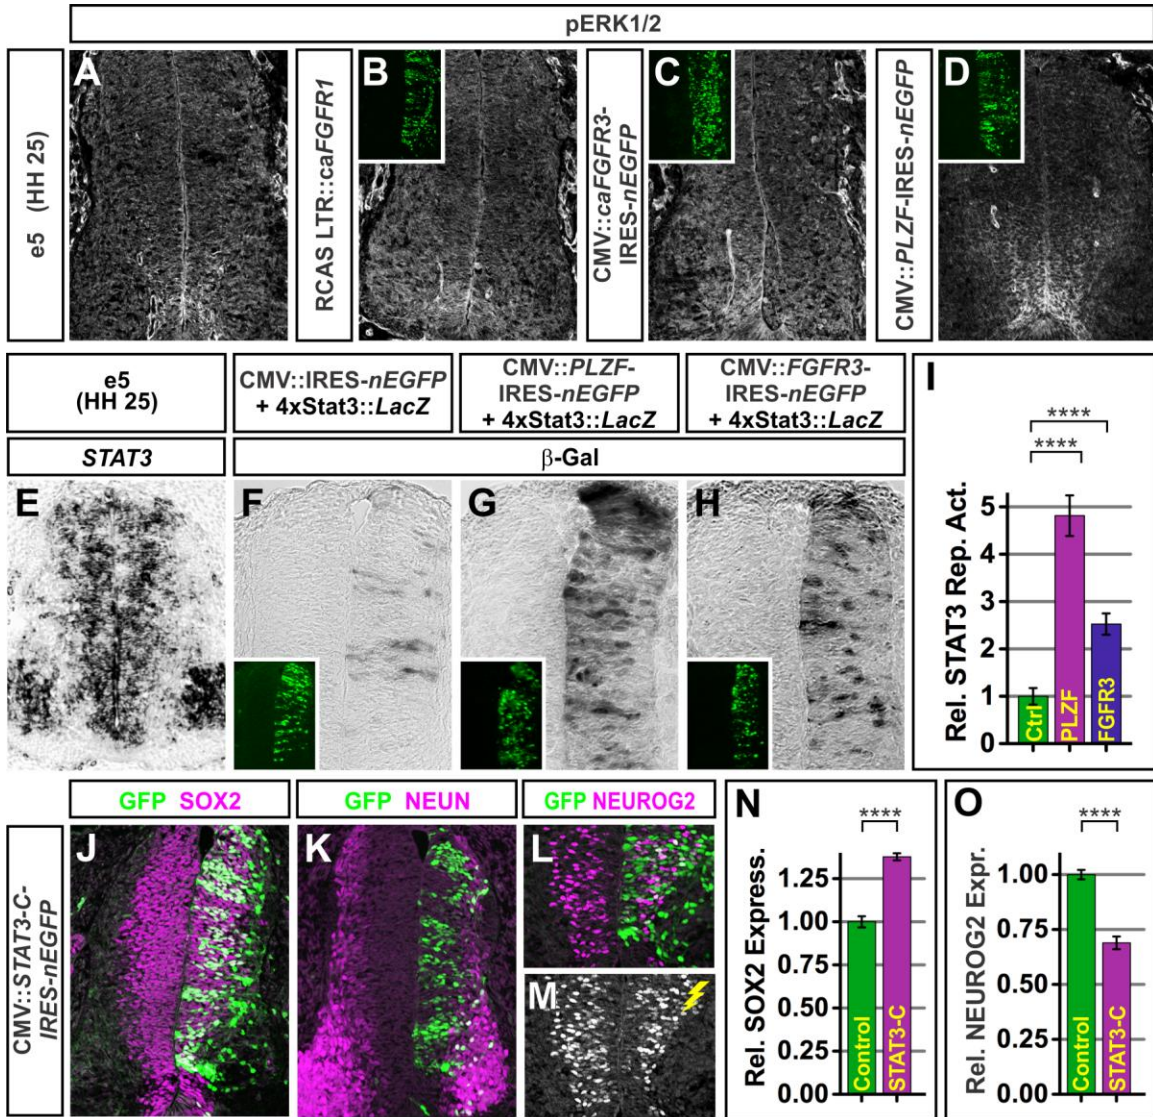 pERK1/2
e5 (HH 25)
A
RCAS LTR::caFGFR1
B
CMV::caFGFR3-
IRES-nEGFP
C
CMV::PLZF-IRES-nEGFP
D
e5
(HH 25)
CMV::IRES-nEGFP
+ 4xStat3::LacZ
CMV::PLZF-
IRES-nEGFP
+ 4xStat3::LacZ
CMV::FGFR3-
IRES-nEGFP
+ 4xStat3::LacZ
STAT3
β-Gal
E
F
G
H
I
****
****
Rel. STAT3 Rep. Act.
5
4
3
2
1
0
Ctrl
PLZF
FGFR3
GFP SOX2
GFP NEUN
GFP NEUROG2
CMV::STAT3-C-
IRES-nEGFP
J
K
L
M
N
****
Rel. SOX2 Express.
1.25
1.00
0.75
0.50
0.25
0.00
Control
STAT3-C
O
****
Rel. NEUROG2 Expr.
1.00
0.75
0.50
0.25
0.00
Control
STAT3-C